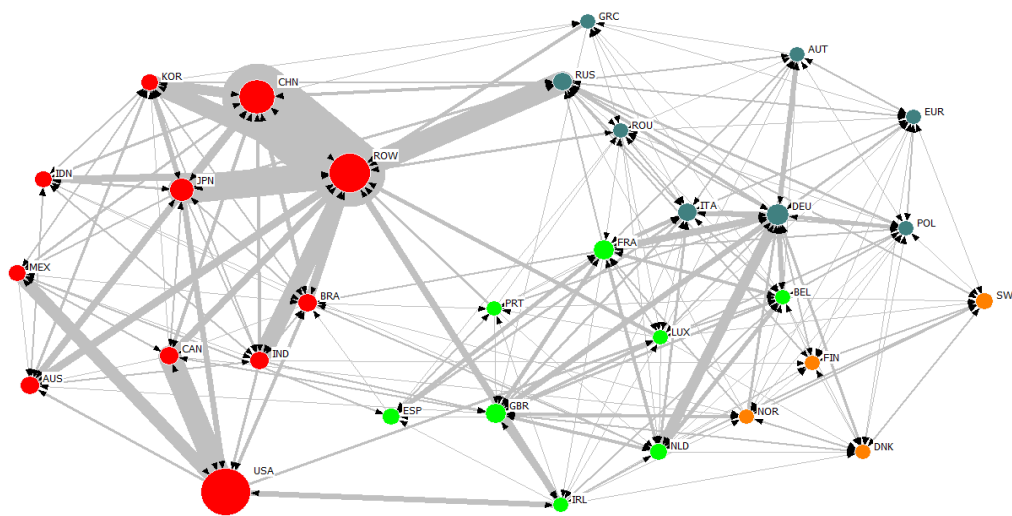 GRC
AUT
KOR
CHN
RUS
EUR
ROU
ROW
IDN
JPN
ITA
DEU
POL
FRA
MEX
BRA
PRT
BEL
SW
LUX
CAN
IND
FIN
AUS
ESP
GBR
NOR
NLD
DNK
USA
IRL